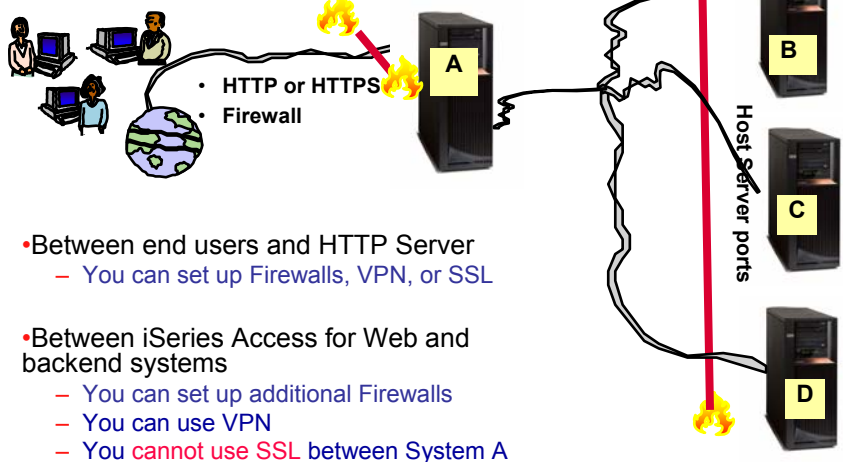 A
B
• HTTP or HTTPS
• Firewall
Host Server ports
C
•Between end users and HTTP Server
– You can set up Firewalls, VPN, or SSL
•Between iSeries Access for Web and
backend systems
– You can set up additional Firewalls
– You can use VPN
– You cannot use SSL between System A
D